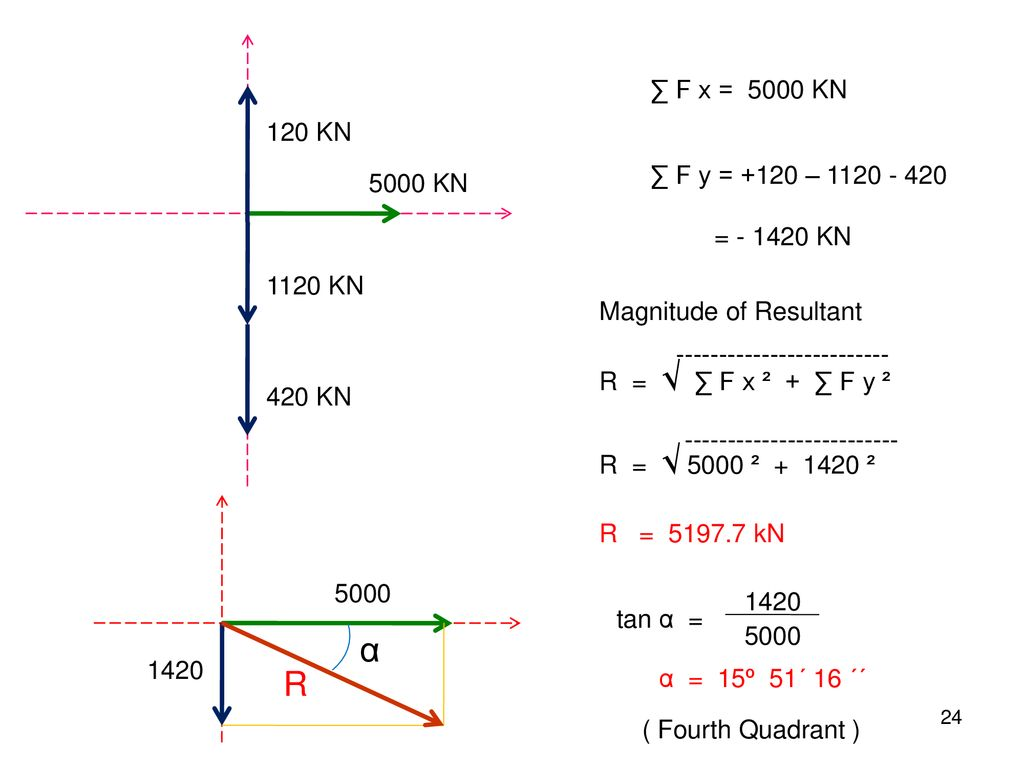 120 KN
5000 KN
1120 KN
420 KN
∑ F x = 5000 KN
∑ F y = +120 – 1120 - 420
= - 1420 KN
Magnitude of Resultant
-------------------------
R = √ ∑ F x ² + ∑ F y ²
-------------------------
R = √ 5000 ² + 1420 ²
R = 5197.7 kN
5000
α
1420
R
1420
tan α =
5000
α = 15º 51´ 16 ´´
( Fourth Quadrant )
24